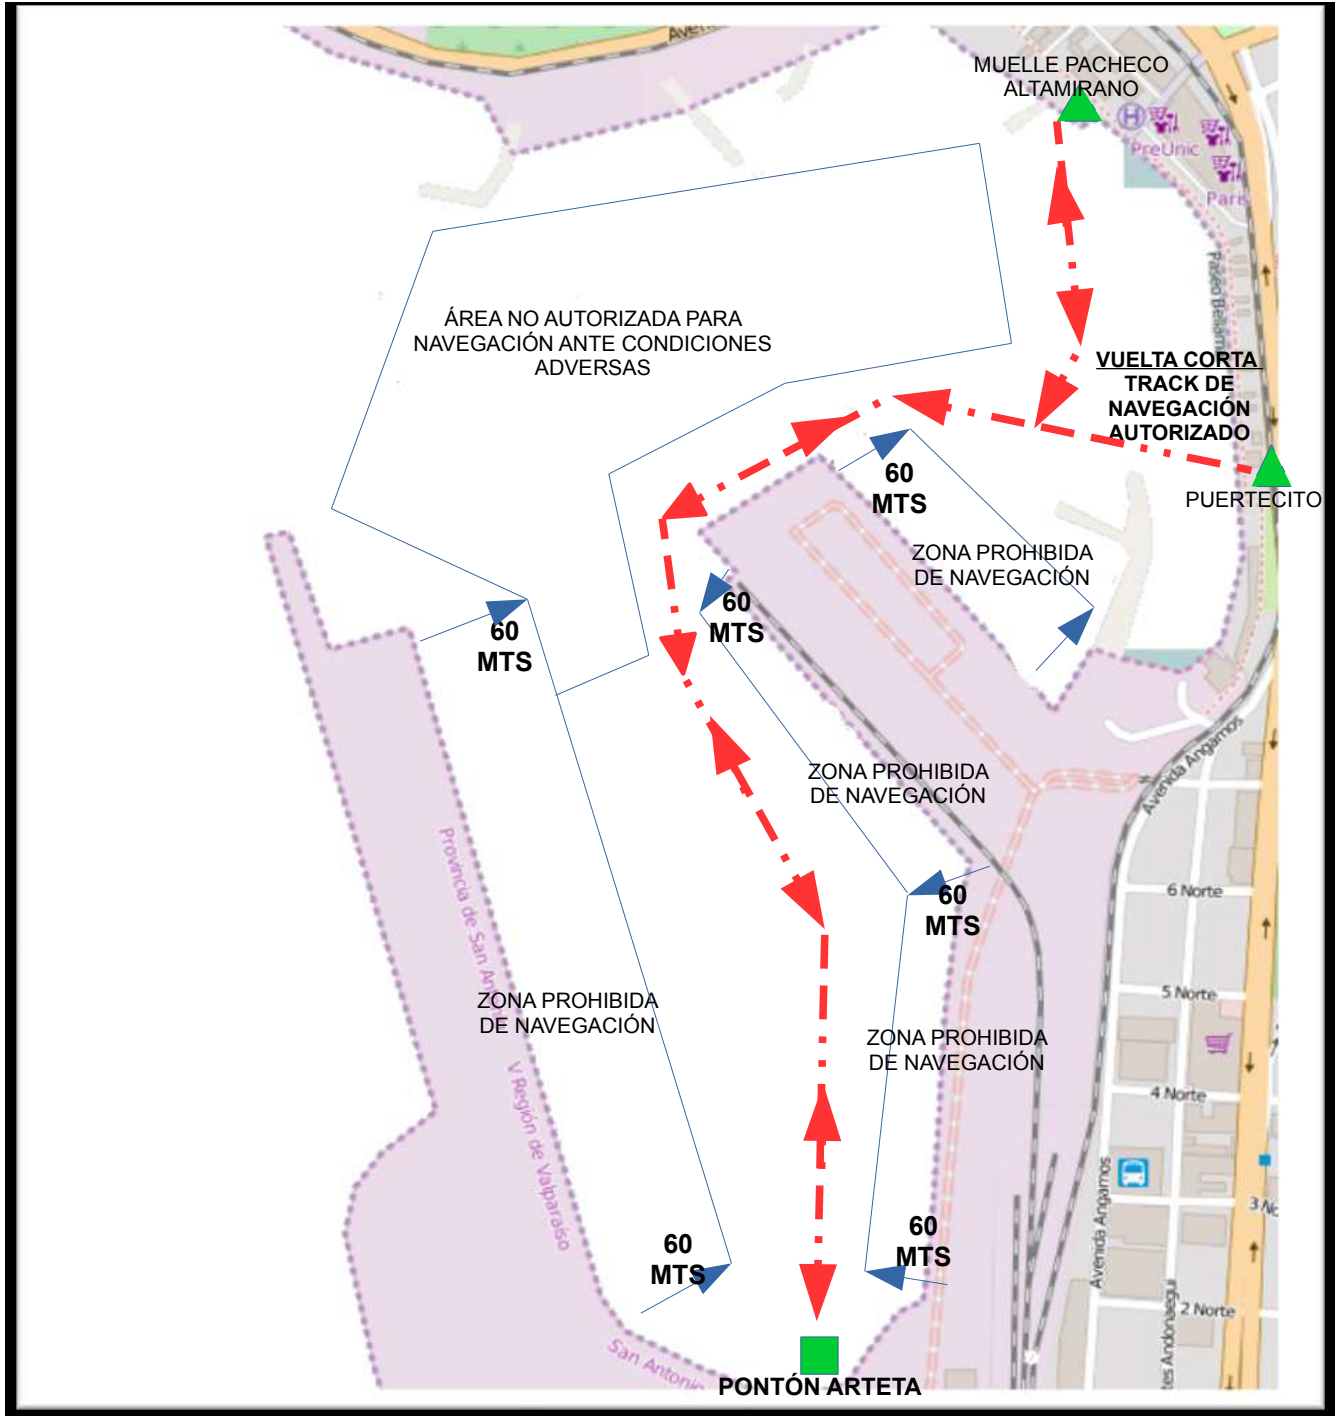 MUELLE PACHECO
ALTAMIRANO
PreUnic
Paris
ÁREA NO AUTORIZADA PARA
NAVEGACIÓN ANTE CONDICIONES
ADVERSAS
VUELTA CORTA
TRACK DE
NAVEGACIÓN
AUTORIZADO
PUERTECITO
60
MTS
ZONA PROHIBIDA
DE NAVEGACIÓN
60
MTS
60
MTS
Avenida Angamos
ZONA PROHIBIDA
DE NAVEGACIÓN
Provincia de San
60
MTS
6 Norte
5 Norte
ZONA PROHIBIDA
DE NAVEGACIÓN
ZONA PROHIBIDA
DE NAVEGACIÓN
V Región de Valparaíso
4 Norte
Avenida Angamos
3
60
MTS
60
MTS
2 Norte
San Antonio
PONTÓN ARTETA